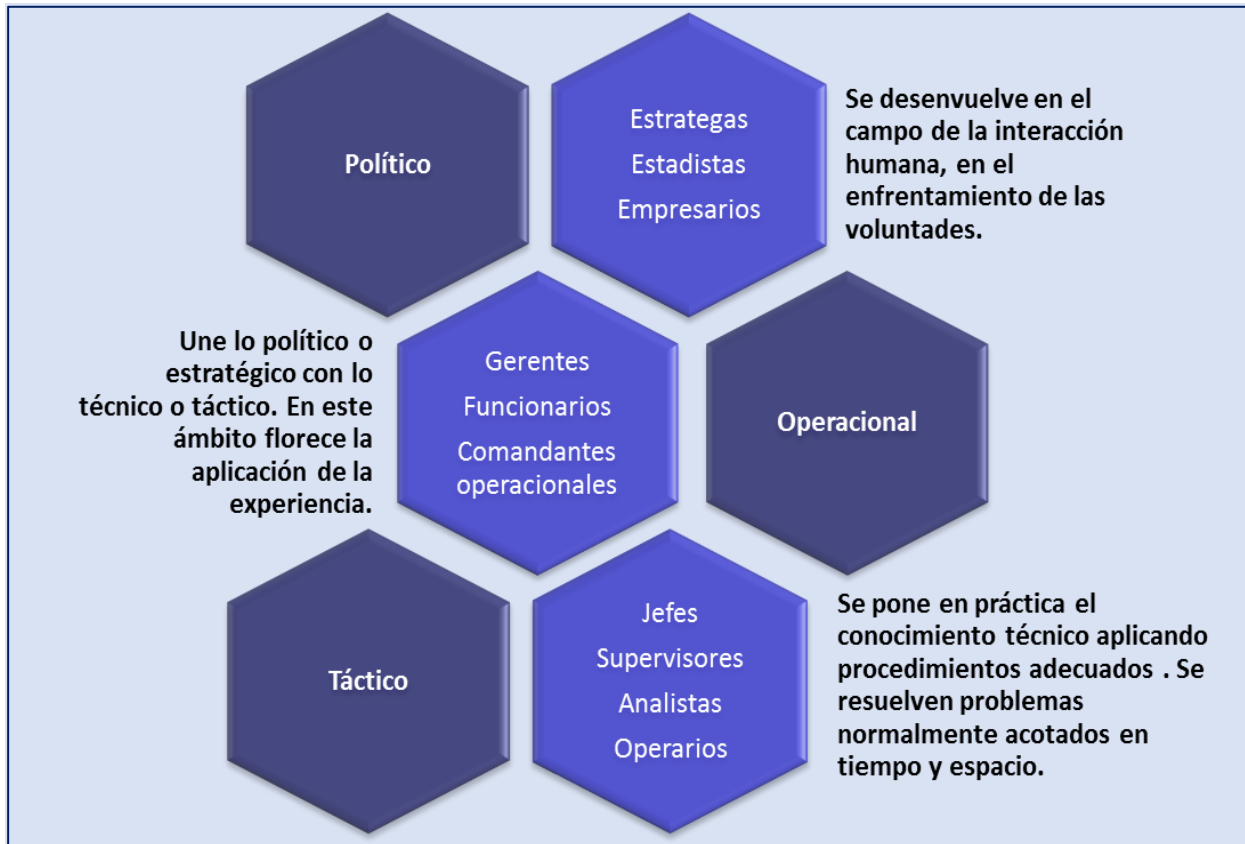 Político
Estrategas
Estadistas
Empresarios
Se desenvuelve en el
campo de la interacción
humana, en el
enfrentamiento de las
voluntades.
Une lo político o
estratégico con lo
técnico o táctico. En este
ámbito florece la
aplicación de la
experiencia.
Gerentes
Funcionarios
Comandantes
operacionales
Operacional
Táctico
Jefes
Supervisores
Analistas
Operarios
Se pone en práctica el
conocimiento técnico aplicando
procedimientos adecuados . Se
resuelven problemas
normalmente acotados en
tiempo y espacio.